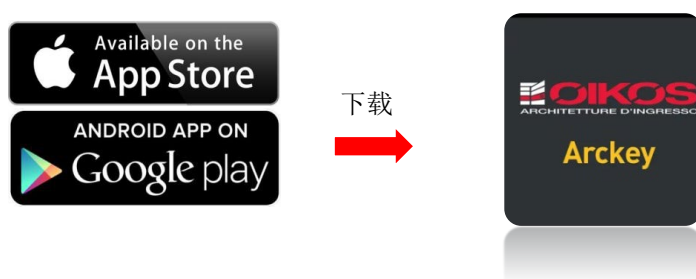 Available on the
App Store
ANDROID APP ON
Google play
下载
OIKOS
ARCHITETTURE D'INGRESSO
Arckey